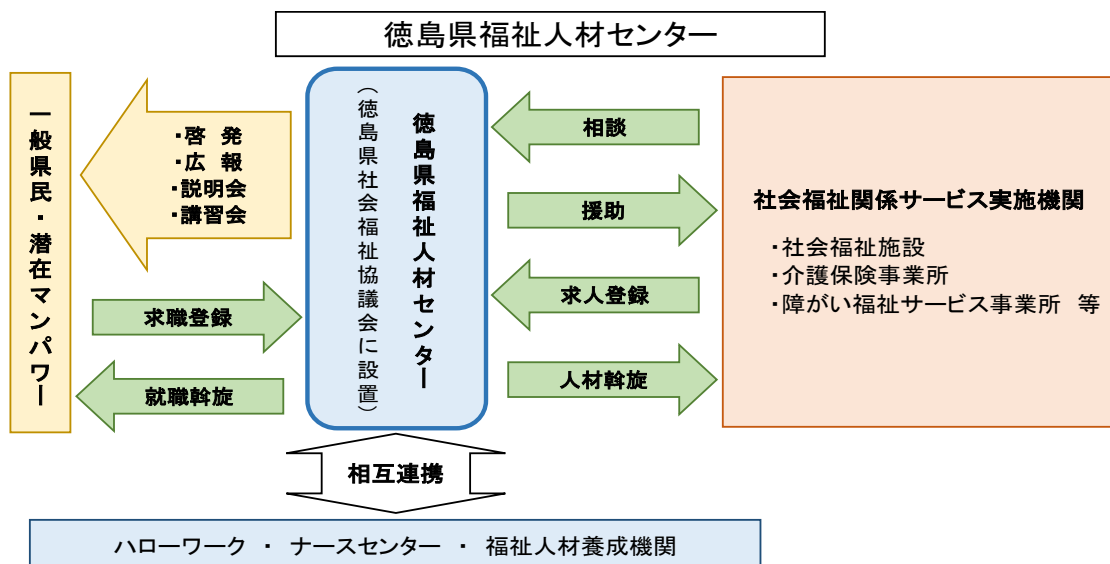 徳島県福祉人材センター
一般県民・潜在マンパワー
・啓　発
・広　報
・説明会
・講習会
求職登録
就職斡旋
徳島県福祉人材センター
（徳島県社会福祉協議会に設置）
相談
援助
求人登録
人材斡旋
社会福祉関係サービス実施機関
・社会福祉施設
・介護保険事業所
・障がい福祉サービス事業所　等
相互連携
ハローワーク　・　ナースセンター　・　福祉人材養成機関